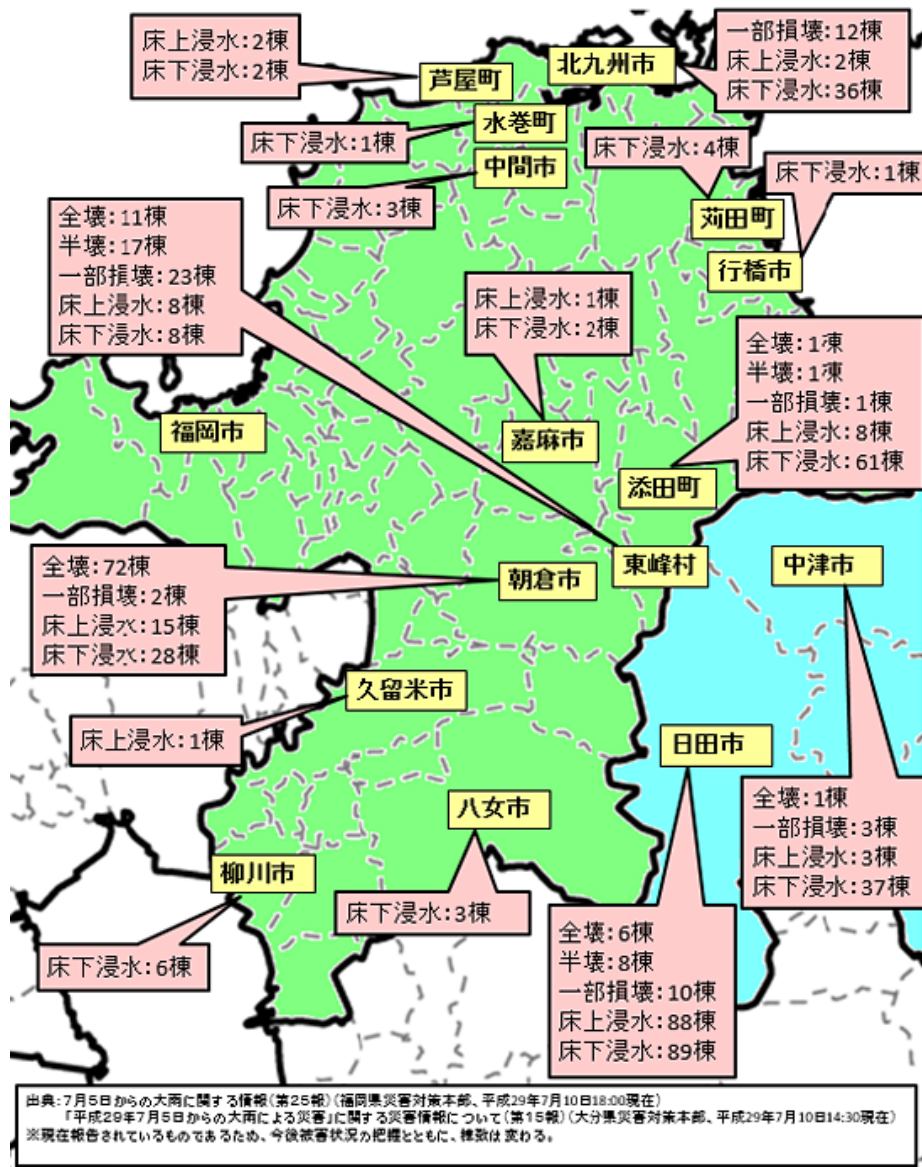 床上浸水:2棟
床下浸水:2棟
芦屋町
北九州市
一部損壊:12棟
床上浸水:2棟
床下浸水:36棟
水巻町
床下浸水:1棟
中間市
床下浸水:3棟
床下浸水:4棟
苅田町
床下浸水:1棟
行橋市
全壊:11棟
半壊:17棟
一部損壊:23棟
床上浸水:8棟
床下浸水:8棟
床上浸水:1棟
床下浸水:2棟
嘉麻市
全壊:1棟
半壊:1棟
一部損壊:1棟
床上浸水:8棟
床下浸水:61棟
福岡市
添田町
東峰村
中津市
全壊:72棟
一部損壊:2棟
床上浸水:15棟
床下浸水:28棟
朝倉市
久留米市
床上浸水:1棟
日田市
八女市
全壊:1棟
一部損壊:3棟
床上浸水:3棟
床下浸水:37棟
柳川市
床下浸水:3棟
床下浸水:6棟
全壊:6棟
半壊:8棟
一部損壊:10棟
床上浸水:88棟
床下浸水:89棟
出典:7月5日からの大雨に関する情報(第25報)(福岡県災害対策本部、平成29年7月10日18:00現在)
「平成29年7月5日からの大雨による災害」に関する災害情報について(第15報)(大分県災害対策本部、平成29年7月10日14:30現在)
※現在報告されているものであるため、今後被害状況の把握とともに、棟数は変わる。